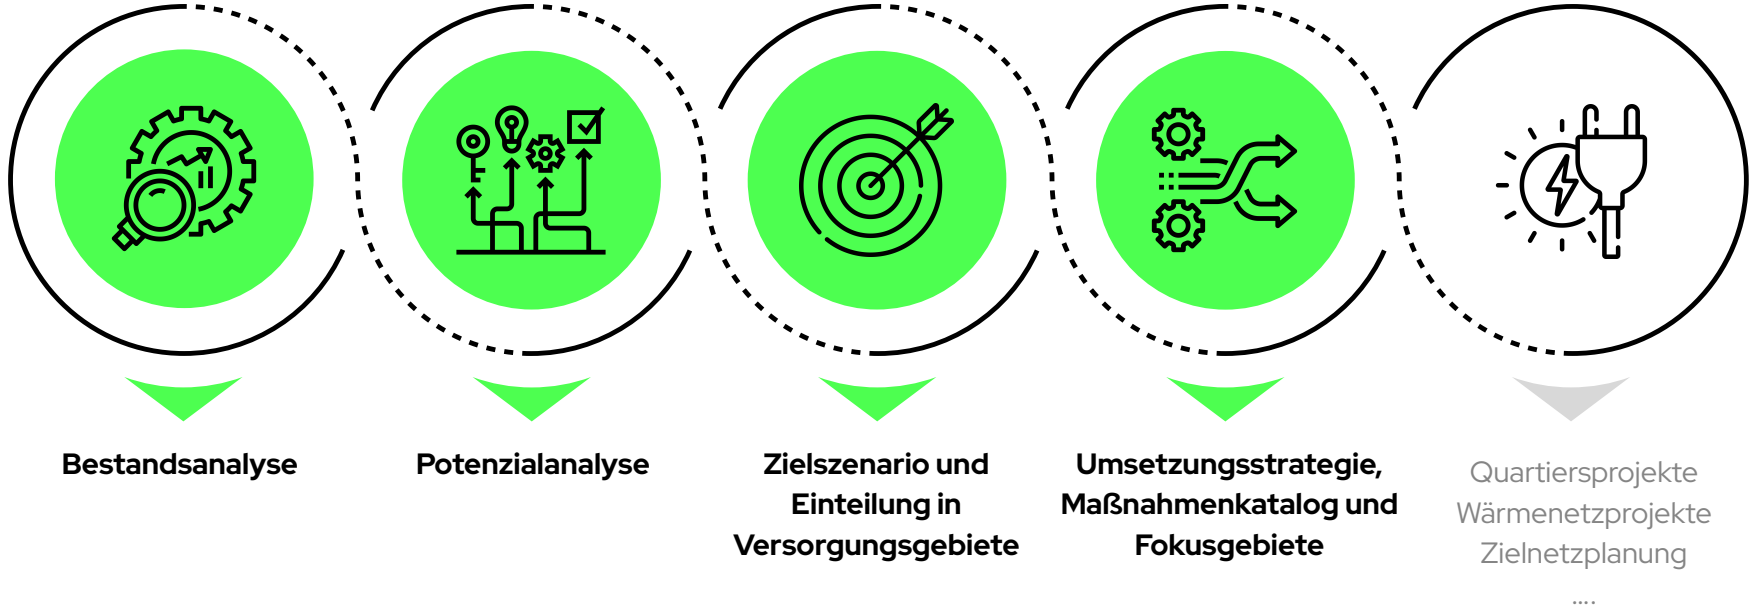 Bestandsanalyse
Potenzialanalyse
Zielszenario und
Einteilung in
Versorgungsgebiete
Umsetzungsstrategie,
Maßnahmenkatalog und
Fokusgebiete
Quartiersprojekte
Wärmenetzprojekte
Zielnetzplanung
....